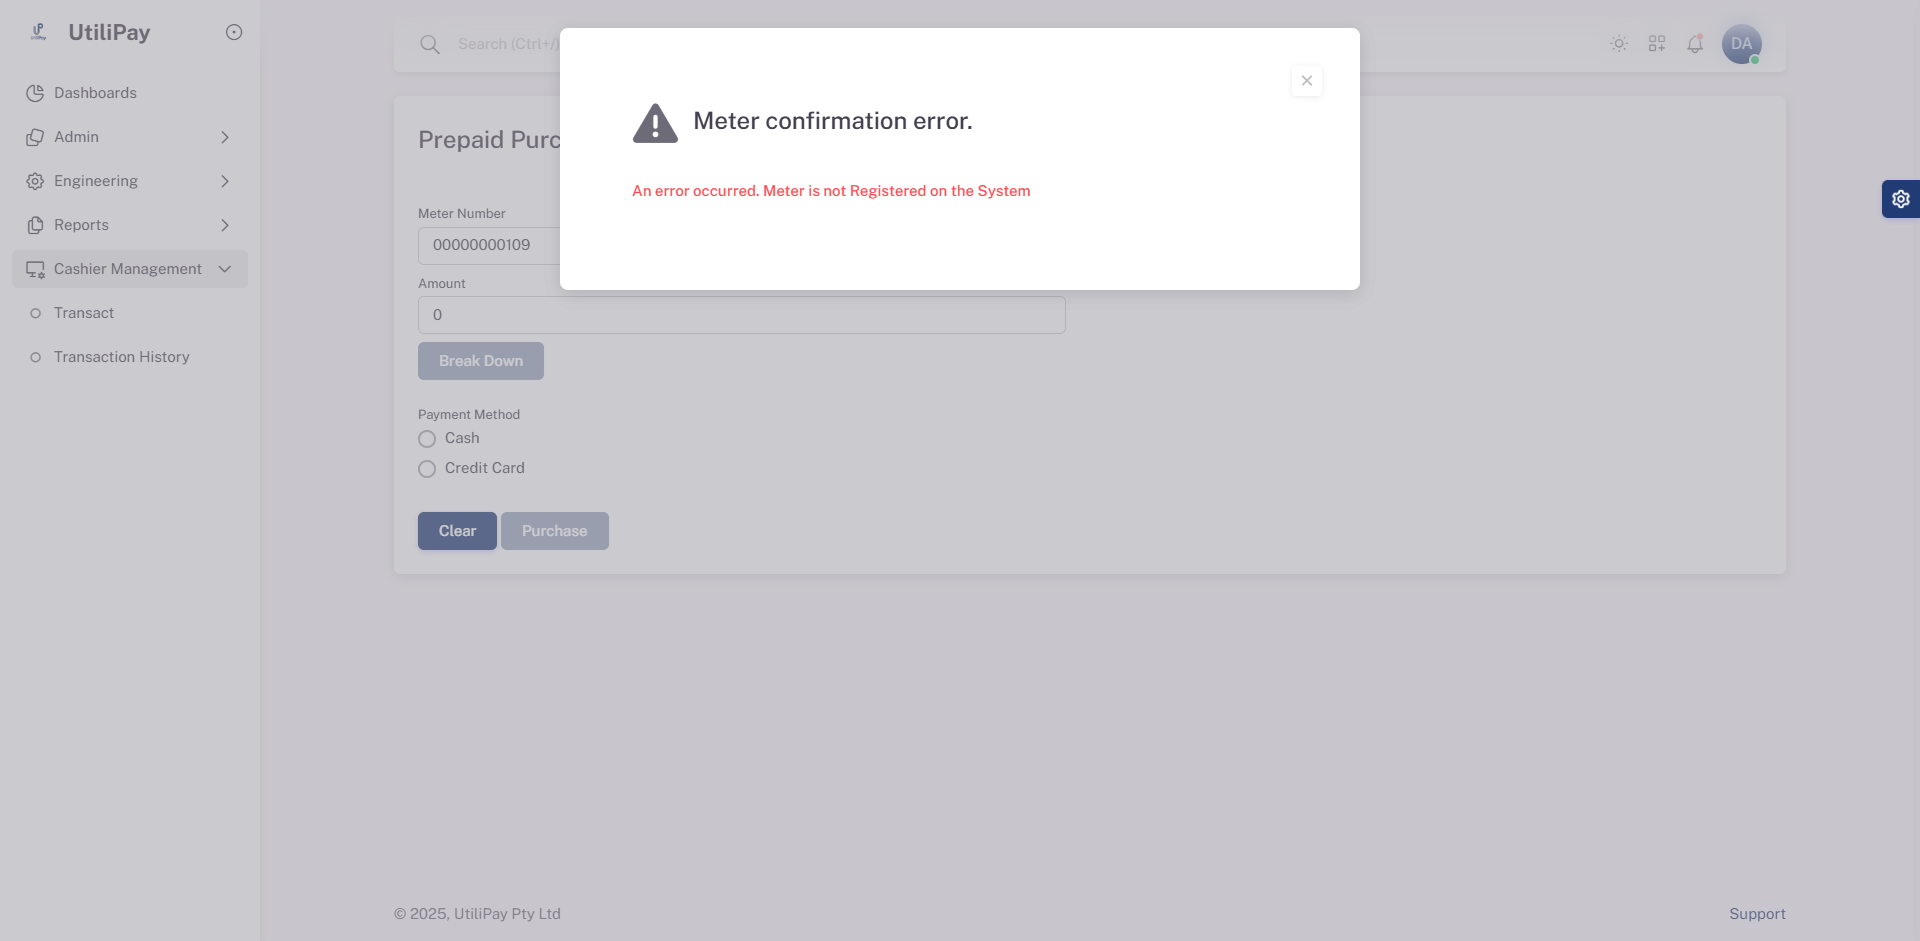 UtiliPay
Dashboards
Admin
Engineering
Reports
Cashier Management
Transact
Transaction History
Search (Ctrl+/)
DA
Meter confirmation error.
An error occurred. Meter is not Registered on the System
Prepaid Purc
Meter Number
00000000109
Amount
0
Break Down
Payment Method
Cash
Credit Card
Clear
Purchase
© 2025, UtiliPay Pty Ltd
Support